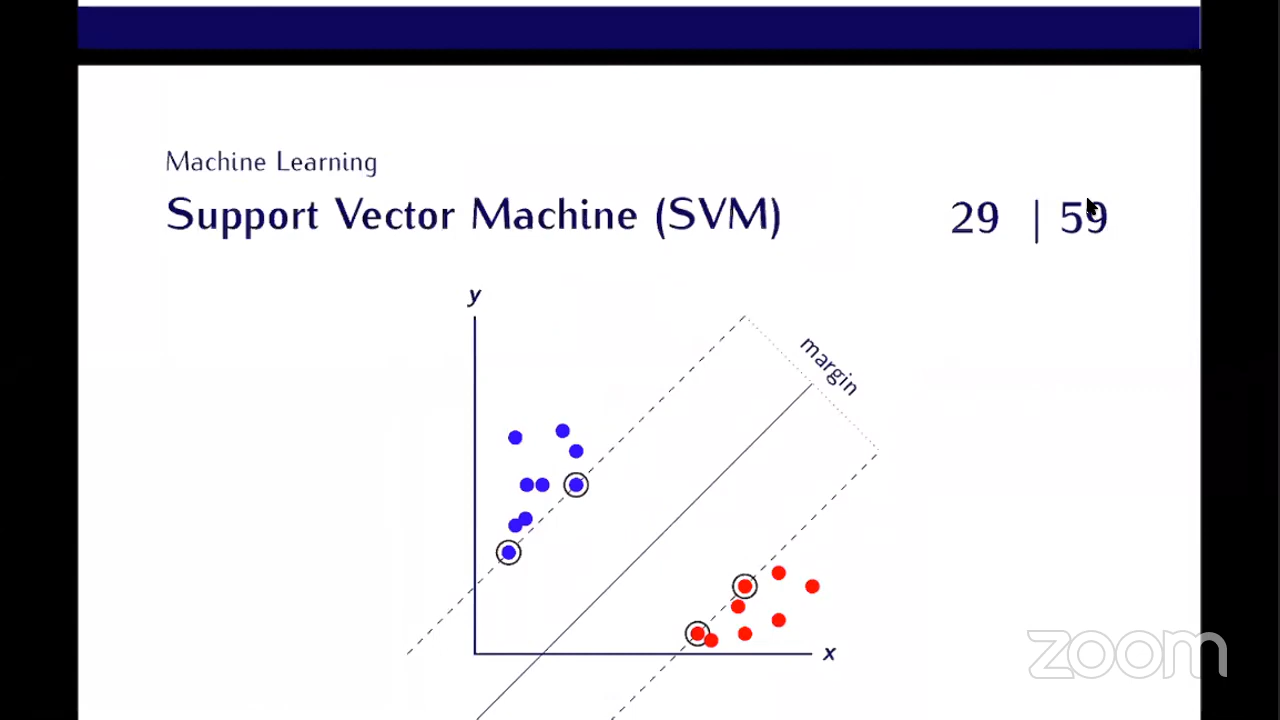 Machine Learning
Support Vector Machine (SVM)
29 | 59
y
margin
x
zoom